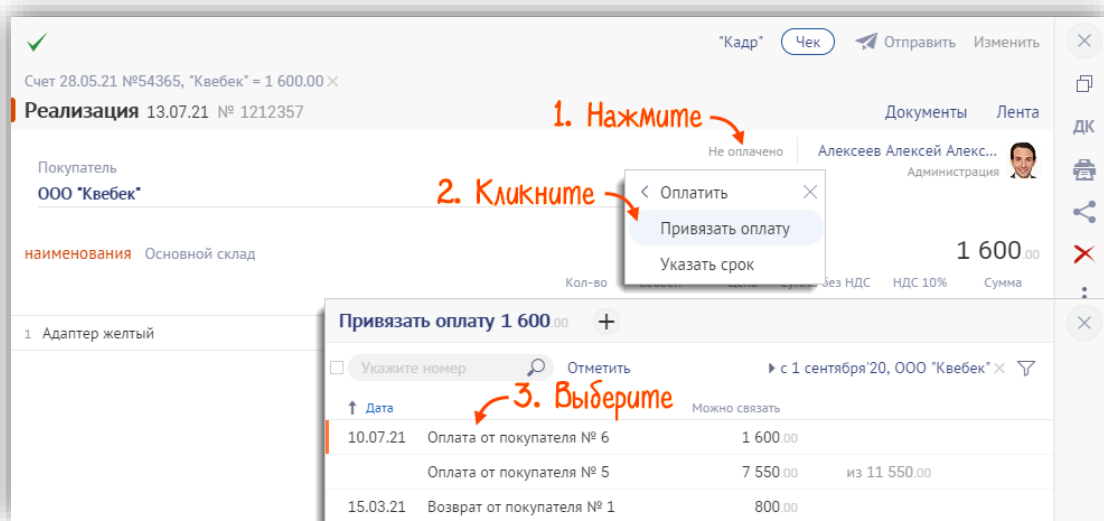 "Кадр" Чек Отправить Изменить
Счет 28.05.21 №54365, "Квебек" = 1 600.00
Реализация 13.07.21 № 1212357
Документы Лента
1. Нажмите
ДК
Не оплачено
Алексеев Алексей Алекс...
Администрация
Покупатель
ООО "Квебек"
2. Кликните
Оплатить
Привязать оплату
Указать срок
наименования Основной склад
1 600.00
Кол-во без НДС НДС 10% Сумма
1 Адаптер желтый
Привязать оплату 1 600.00 +
Укажите номер
Отметить
с 1 сентября'20, ООО "Квебек"
3. Выберите
Дата
Можно связать
10.07.21 Оплата от покупателя № 6 1 600.00
Оплата от покупателя № 5 7 550.00 из 11 550.00
15.03.21 Возврат от покупателя № 1 800.00